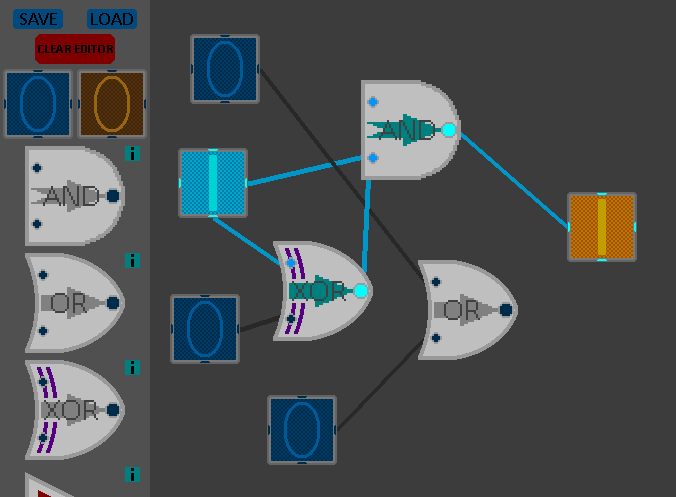 SAVE LOAD
CLEAR EDITOR
i
AND
i
OR
i
XOR
i
AND
XOR
OR